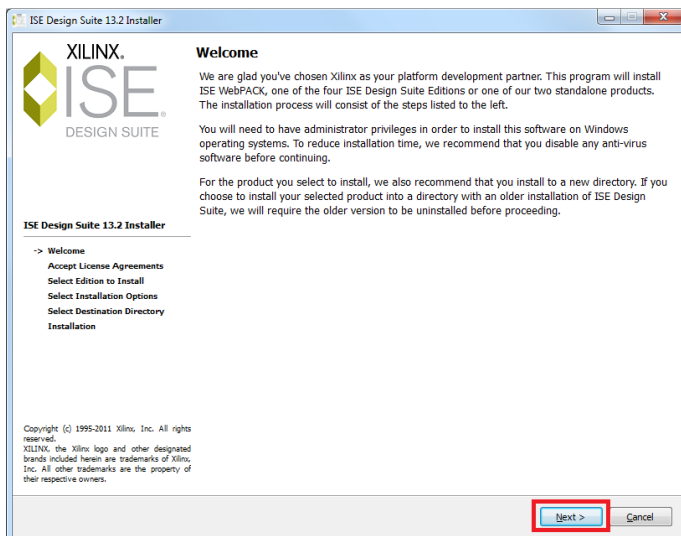 ISE Design Suite 13.2 Installer
XILINX®
ISE®
DESIGN SUITE
ISE Design Suite 13.2 Installer
-> Welcome
Accept License Agreements
Select Edition to Install
Select Installation Options
Select Destination Directory
Installation
Copyright (c) 1995-2011 Xilinx, Inc. All rights
reserved.
XILINX, the Xilinx logo and other designated
brands included herein are trademarks of Xilinx,
Inc. All other trademarks are the property of
their respective owners.
Welcome
We are glad you've chosen Xilinx as your platform development partner. This program will install
ISE WebPACK, one of the four ISE Design Suite Editions or one of our two standalone products.
The installation process will consist of the steps listed to the left.
You will need to have administrator privileges in order to install this software on Windows
operating systems. To reduce installation time, we recommend that you disable any anti-virus
software before continuing.
For the product you select to install, we also recommend that you install to a new directory. If you
choose to install your selected product into a directory with an older installation of ISE Design
Suite, we will require the older version to be uninstalled before proceeding.
Next >
Cancel